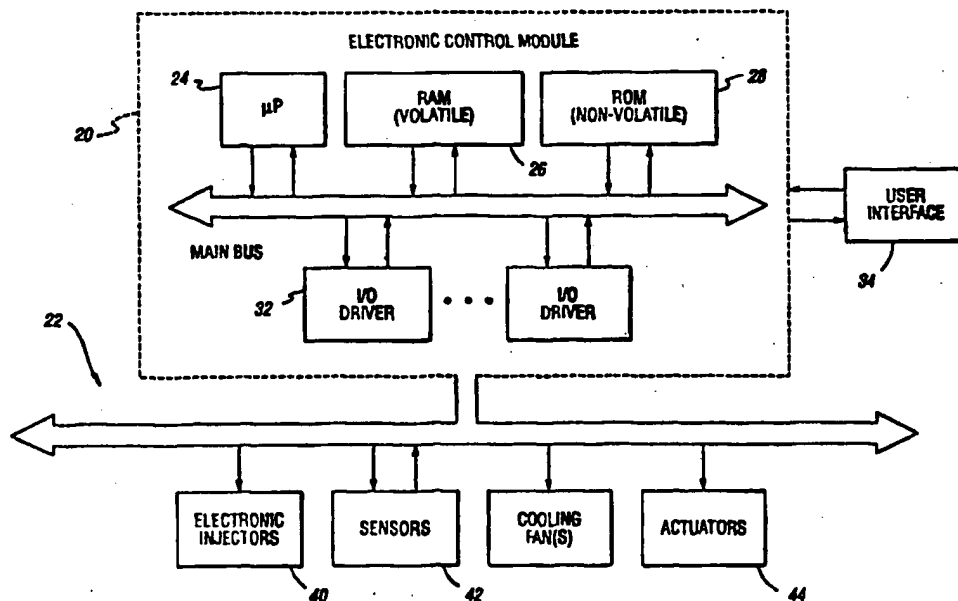 ELECTRONIC CONTROL MODULE
24
28
μP
RAM
(VOLATILE)
ROM
(NON-VOLATILE)
20
26
USER
INTERFACE
MAIN BUS
34
32
I/O
DRIVER
• • •
I/O
DRIVER
22
ELECTRONIC
INJECTORS
SENSORS
COOLING
FAN(S)
ACTUATORS
40
42
44